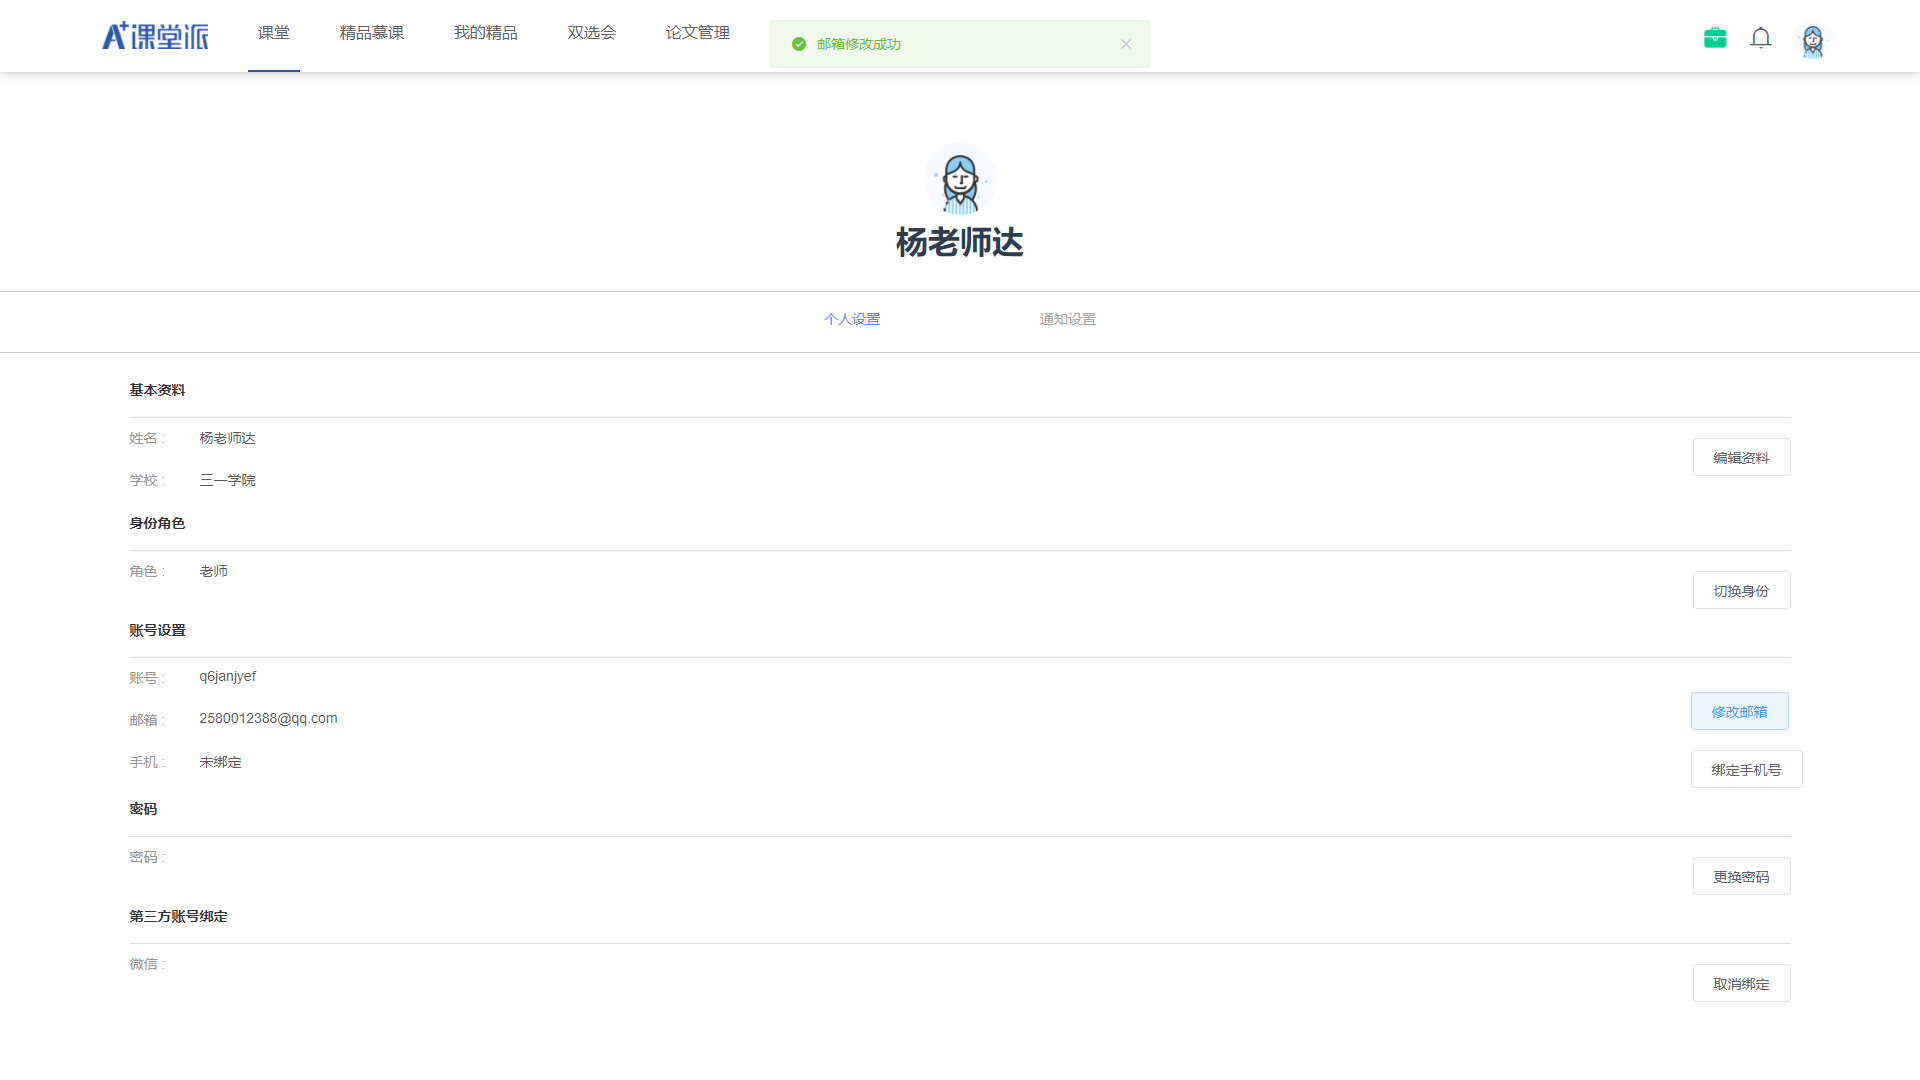 A+课堂派
课堂 精品慕课 我的精品 双选会 论文管理
邮箱修改成功
杨老师达
个人设置 通知设置
基本资料
姓名 : 杨老师达
编辑资料
学校 : 三一学院
身份角色
角色 : 老师
切换身份
账号设置
账号 : q6janjyef
邮箱 : 2580012388@qq.com
修改邮箱
手机 : 未绑定
绑定手机号
密码
密码 :
更换密码
第三方账号绑定
微信 :
取消绑定